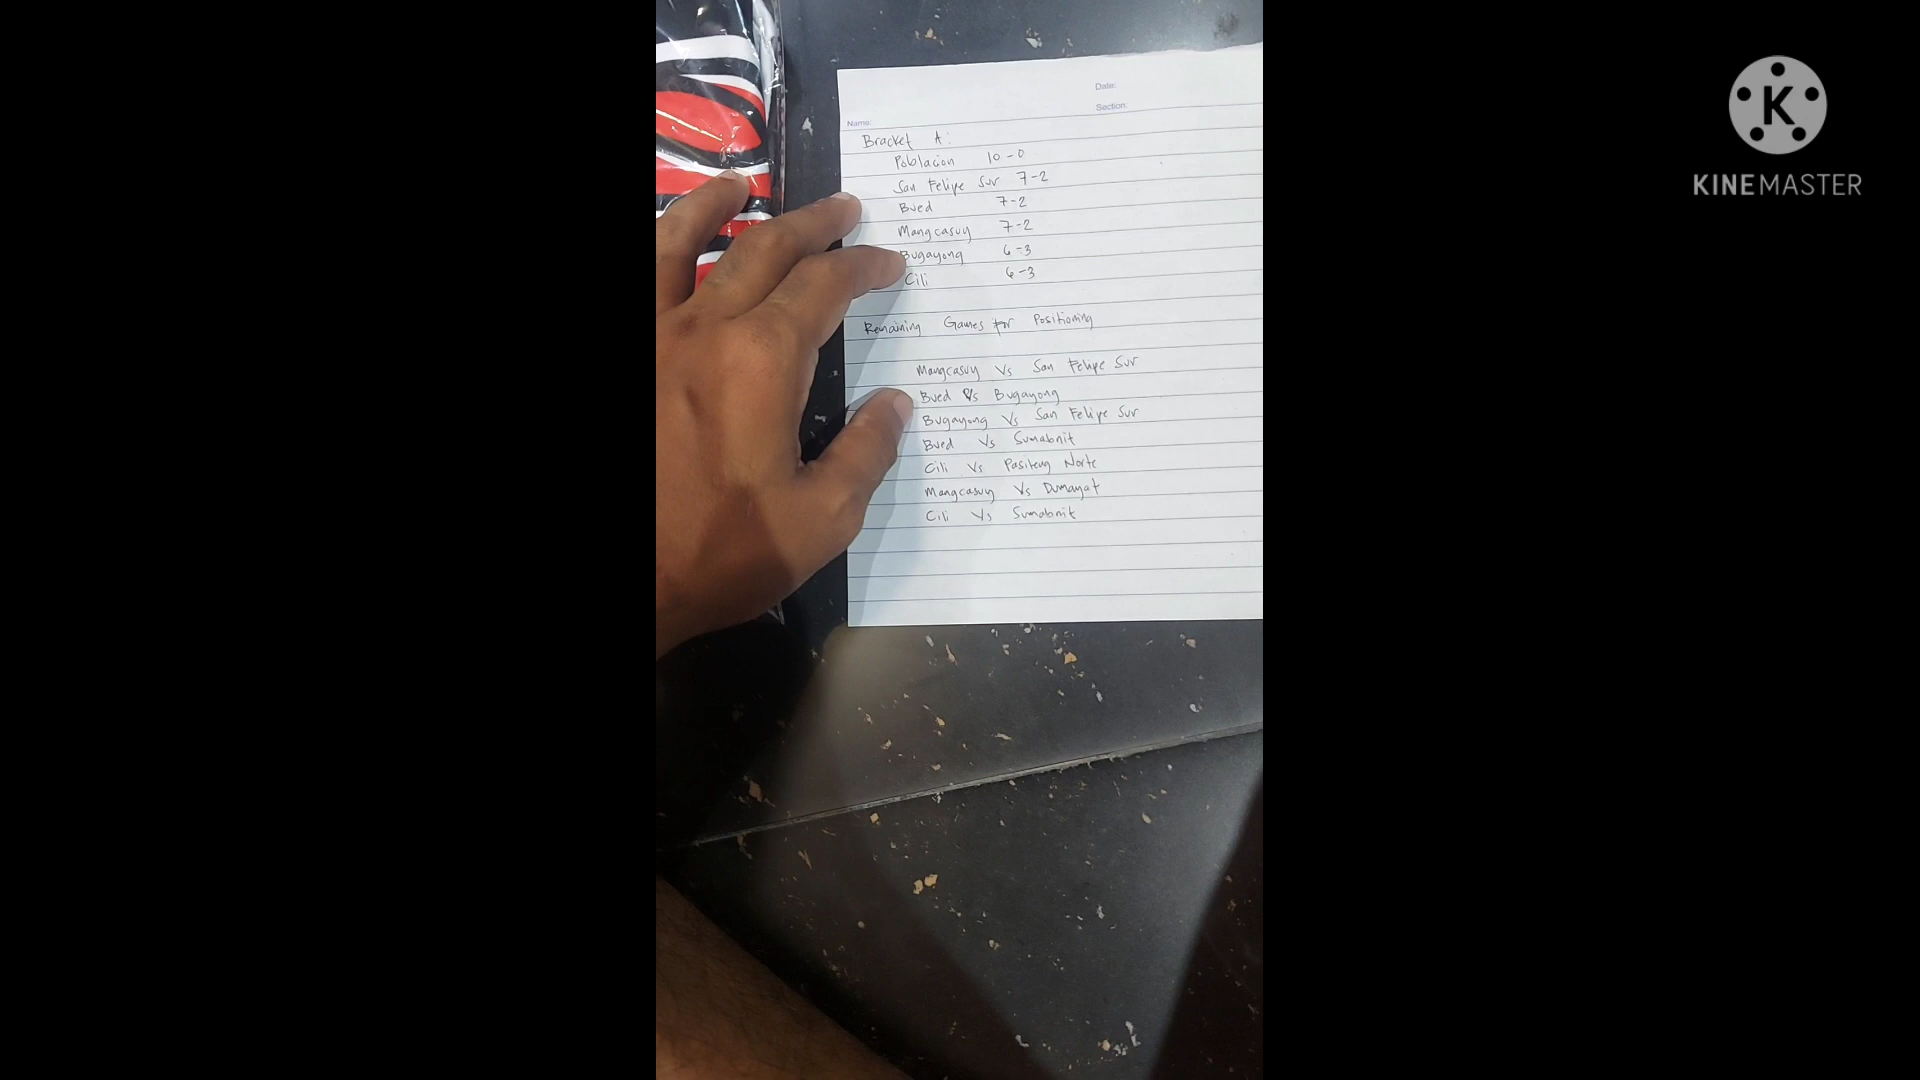 Date:
Section:
Name:
Bracket A:
Poblacion 10-0
San Felipe Sur 7-2
Bued 7-2
Mangcasuy 7-2
Bugayong 6-3
Cili 6-3
Remaining Games for Positioning
Mangcasuy Vs San Felipe Sur
Bued Vs Bugayong
Bugayong Vs San Felipe Sur
Bued Vs Sumabnit
Cili Vs Pasileng Norte
Mangcasuy Vs Dumayat
Cili Vs Sumabnit
K
KINEMASTER